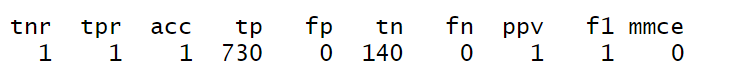 tnr tpr acc tp fp tn fn ppv f1 mmce
1 1 1 730 0 140 0 1 1 0